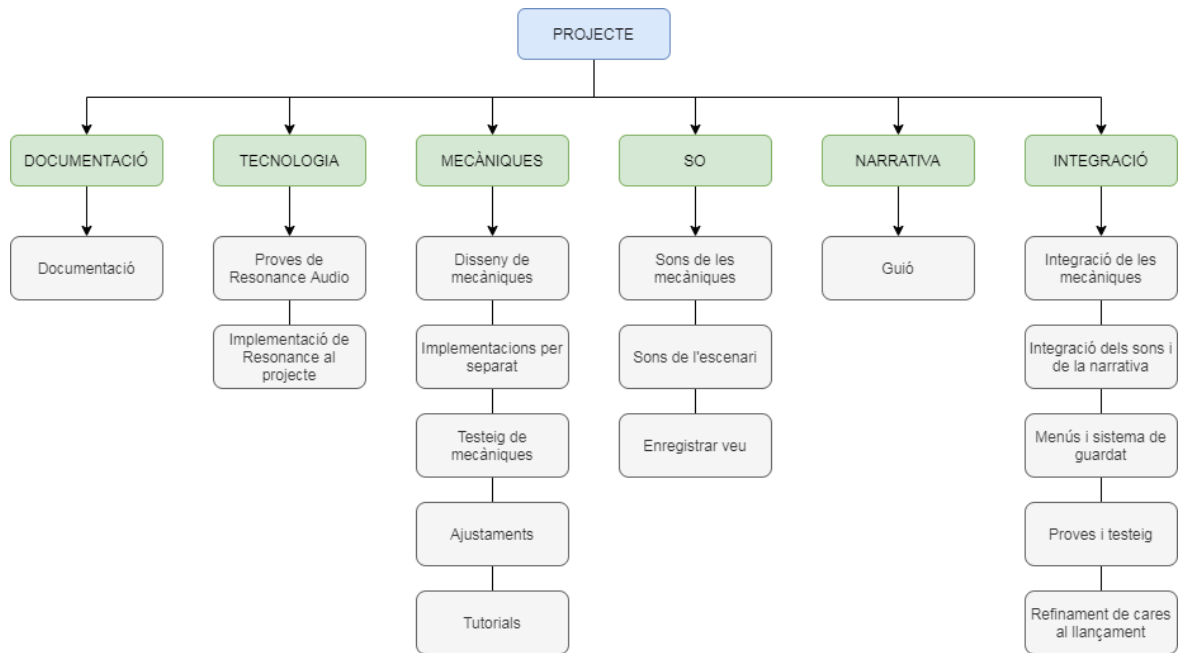 PROJECTE
DOCUMENTACIÓ
TECNOLOGIA
MECÀNIQUES
SO
NARRATIVA
INTEGRACIÓ
Documentació
Proves de
Resonance Audio
Implementació de
Resonance al
projecte
Disseny de
mecàniques
Implementacions per
separat
Testeig de
mecàniques
Ajustaments
Tutorials
Sons de les
mecàniques
Sons de l'escenari
Enregistrar veu
Guió
Integració de les
mecàniques
Integració dels sons i
de la narrativa
Menús i sistema de
guardat
Proves i testeig
Refinament de cares
al llançament